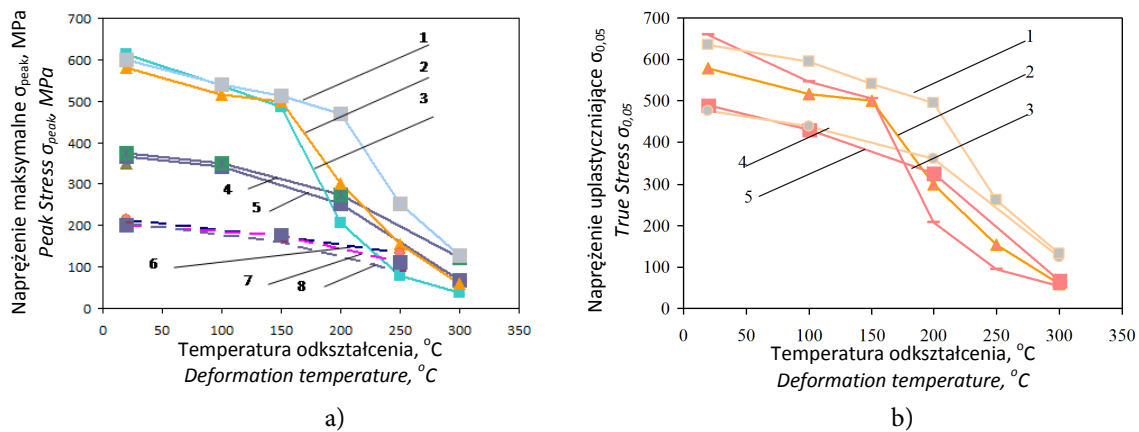 Naprężenie maksymalne σpeak, MPa
Peak Stress σpeak, MPa
700
600
500
400
300
200
100
0
1
2
3
4
5
6
7
8
0 50 100 150 200 250 300 350
Temperatura odkształcenia, °C
Deformation temperature, °C
a)
Naprężenie uplastyczniające σ0,05
True Stress σ0,05
700
600
500
400
300
200
100
0
1
2
3
4
5
0 50 100 150 200 250 300 350
Temperatura odkształcenia, °C
Deformation temperature, °C
b)